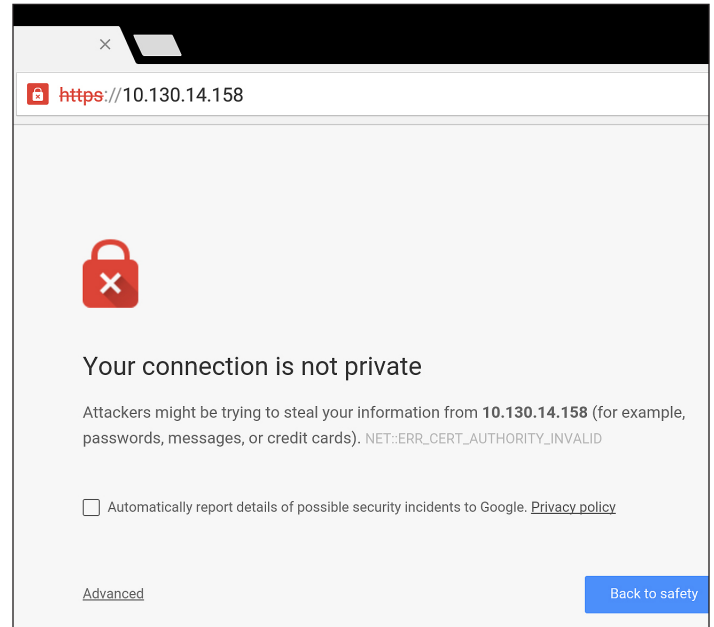 https://10.130.14.158
Your connection is not private
Attackers might be trying to steal your information from 10.130.14.158 (for example,
passwords, messages, or credit cards). NET::ERR_CERT_AUTHORITY_INVALID
Automatically report details of possible security incidents to Google. Privacy policy
Advanced
Back to safety